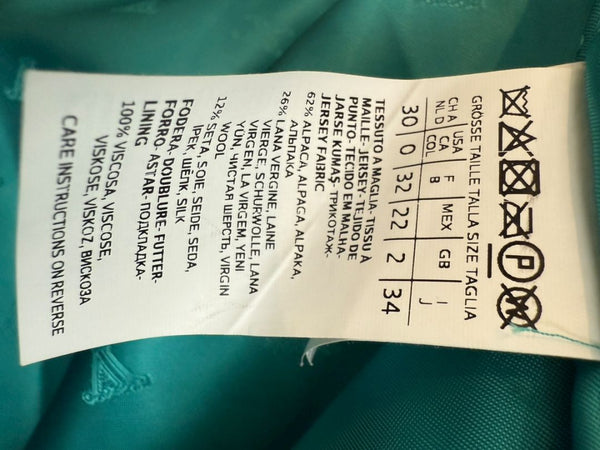 P
GRÖSSE TAILLE TALLA SIZE TAGLIA
CH A USA F MEX GB I
NL D CA B J
COL
30 0 32 22 2 34
TESSUTO A MAGLIA- TISSU À
MAILLE- JERSEY- TEJIDO DE
PUNTO- TECIDO EM MALHA-
JARSE KUMAŞ- ТРИКОТАЖ-
JERSEY FABRIC
62% ALPACA, ALPAGA, ALPAKA,
АЛЬПАКА
26% LANA VERGINE, LAINE
VIERGE, SCHURWOLLE, LANA
VIRGEN, LA VIRGEM, YENI
YÜN, ЧИСТАЯ ШЕРСТЬ, VIRGIN
WOOL
12% SETA, SOIE, SEIDE, SEDA,
IPEK, ШЁЛК, SILK
FODERA- DOUBLURE- FUTTER-
FORRO- ASTAR- ПОДКЛАДКА-
LINING
100% VISCOSA, VISCOSE,
VISKOSE, VISKOZ, ВИСКОЗА
CARE INSTRUCTIONS ON REVERSE